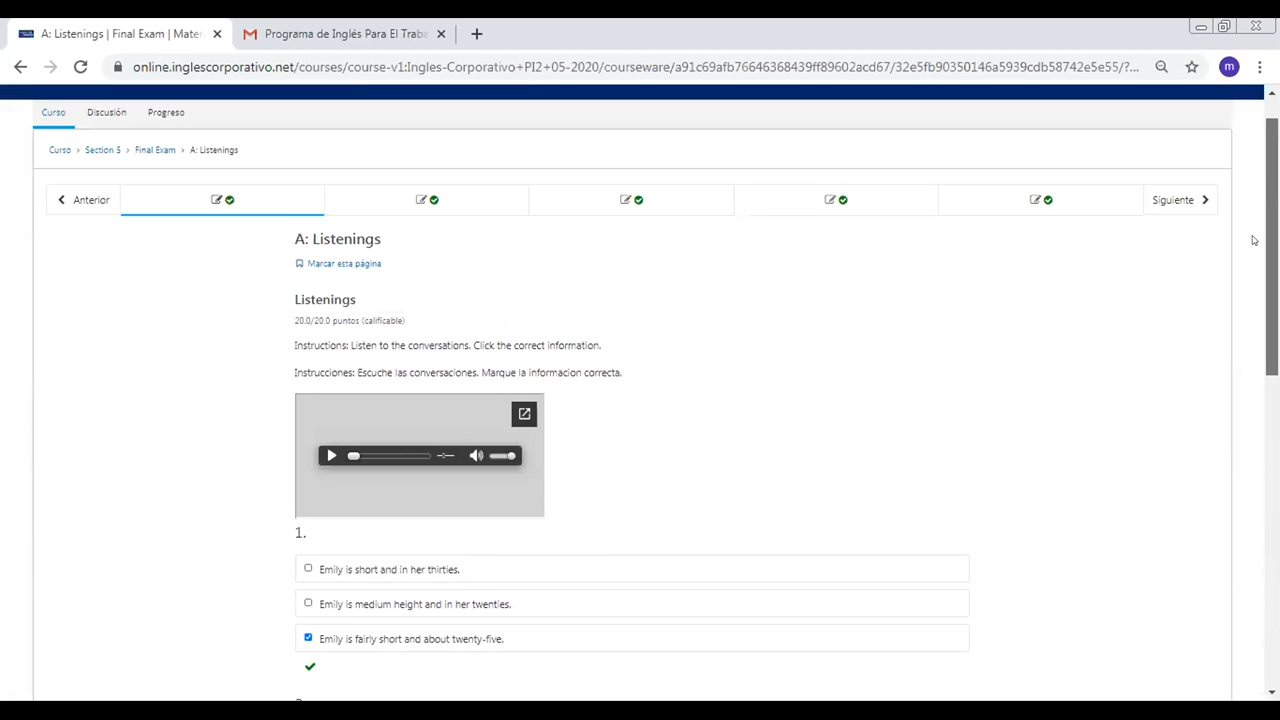 A: Listenings | Final Exam | Mate
Programa de Inglés Para El Traba
online.inglescorporativo.net/courses/course-v1:Ingles-Corporativo+PI2+05-2020/courseware/a91c69afb76646368439ff89602acd67/32e5fb90350146a5939cdb58742e5e55/?...
m
Curso Discusión Progreso
Curso > Section 5 > Final Exam > A: Listenings
Anterior
Siguiente
A: Listenings
Marcar esta página
Listenings
20.0/20.0 puntos (calificable)
Instructions: Listen to the conversations. Click the correct information.
Instrucciones: Escuche las conversaciones. Marque la informacion correcta.
1.
Emily is short and in her thirties.
Emily is medium height and in her twenties.
Emily is fairly short and about twenty-five.